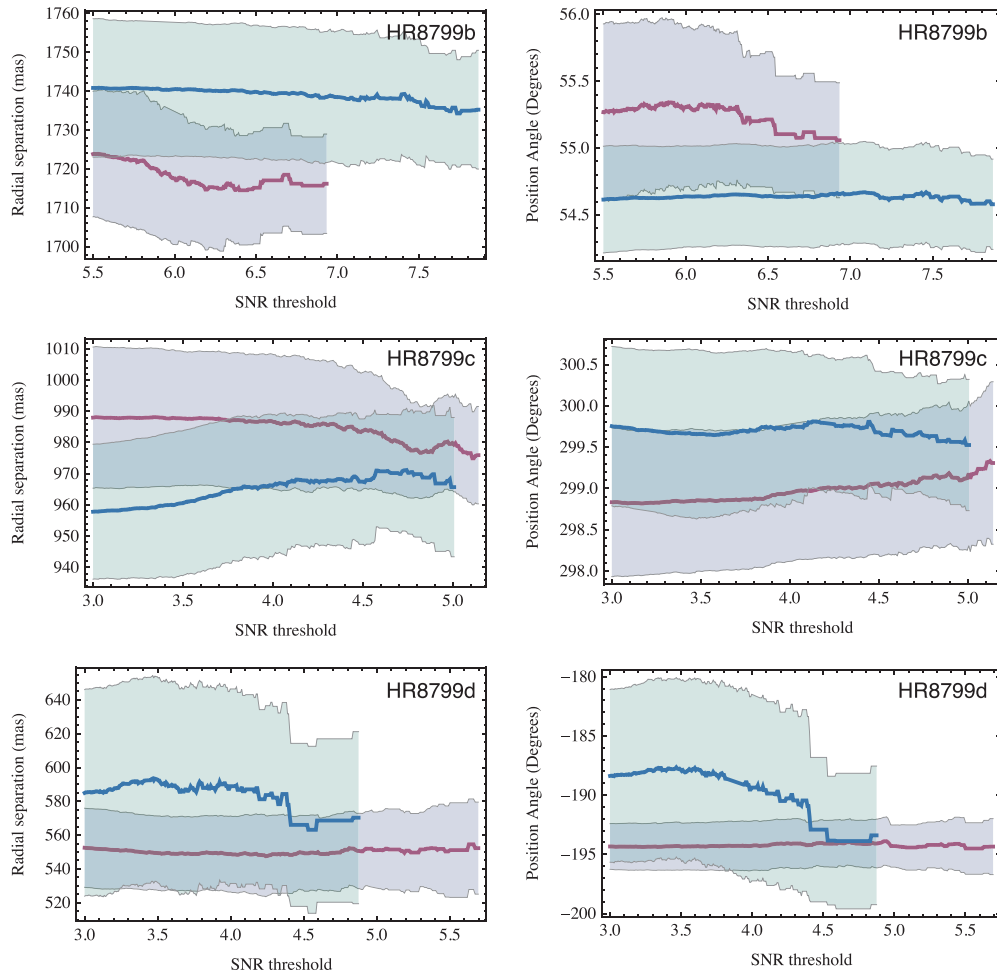 HR8799b
Radial separation (mas)
1760
1750
1740
1730
1720
1710
1700
5.5 6.0 6.5 7.0 7.5
SNR threshold
HR8799b
Position Angle (Degrees)
56.0
55.5
55.0
54.5
5.5 6.0 6.5 7.0 7.5
SNR threshold
HR8799c
Radial separation (mas)
1010
1000
990
980
970
960
950
940
3.0 3.5 4.0 4.5 5.0
SNR threshold
HR8799c
Position Angle (Degrees)
300.5
300.0
299.5
299.0
298.5
298.0
3.0 3.5 4.0 4.5 5.0
SNR threshold
HR8799d
Radial separation (mas)
640
620
600
580
560
540
520
3.0 3.5 4.0 4.5 5.0 5.5
SNR threshold
HR8799d
Position Angle (Degrees)
−180
−185
−190
−195
−200
3.0 3.5 4.0 4.5 5.0 5.5
SNR threshold